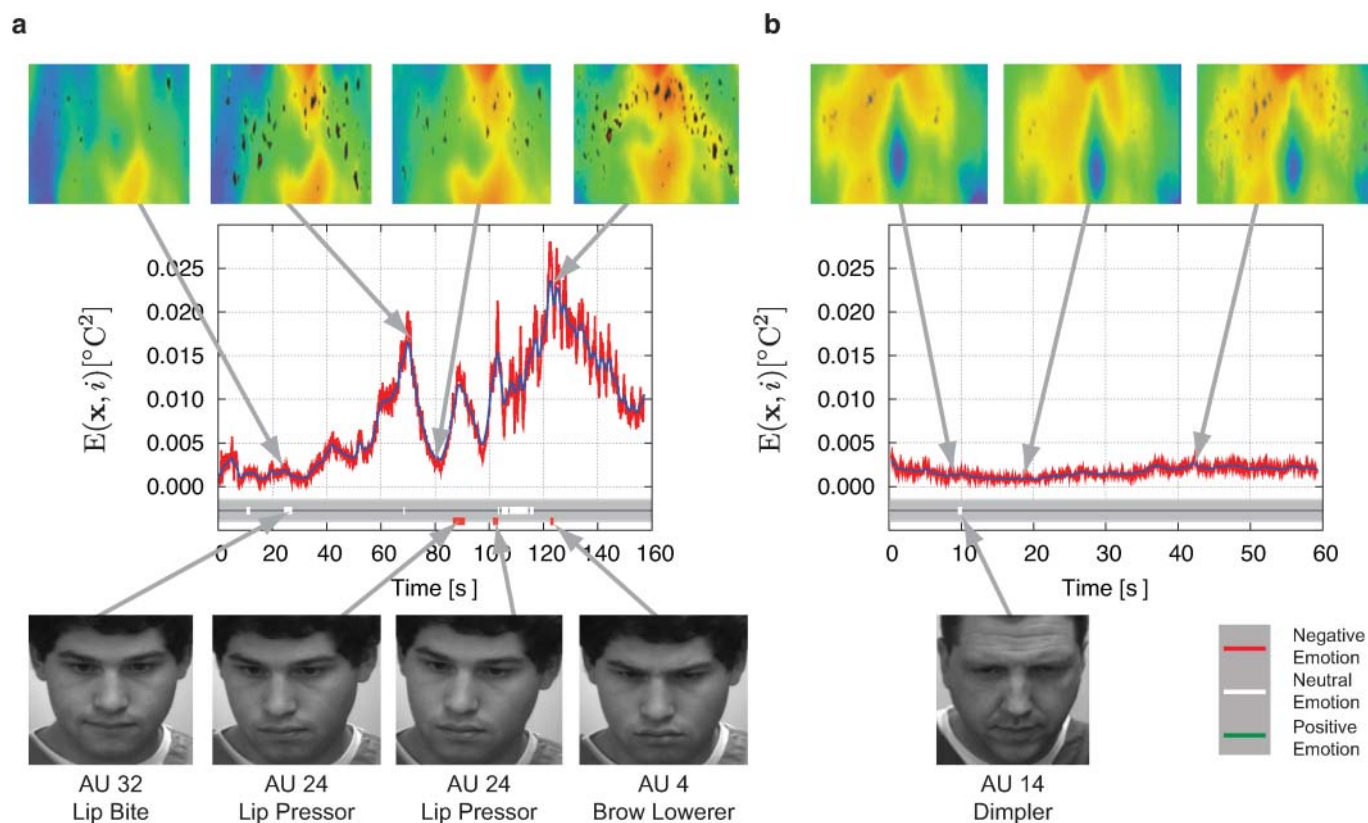 a
b
0.025
0.020
0.015
0.010
0.005
0.000
E(x, i)[°C²]
0 20 40 60 80 100 120 140 160
Time [s]
0.025
0.020
0.015
0.010
0.005
0.000
E(x, i)[°C²]
0 10 20 30 40 50 60
Time [s]
AU 32
Lip Bite
AU 24
Lip Pressor
AU 24
Lip Pressor
AU 4
Brow Lowerer
AU 14
Dimpler
Negative
Emotion
Neutral
Emotion
Positive
Emotion